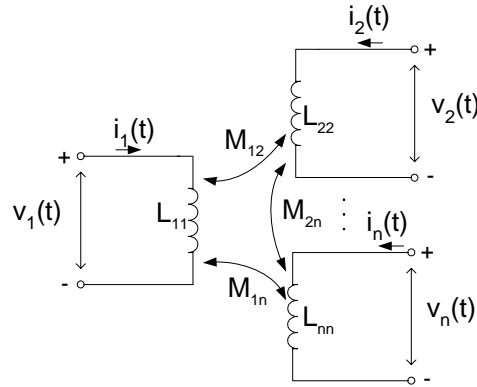 i₂(t)
+
L₂₂
v₂(t)
-
i₁(t)
+
M₁₂
v₁(t)
L₁₁
-
M₂ₙ
⋮
iₙ(t)
+
M₁ₙ
Lₙₙ
vₙ(t)
-